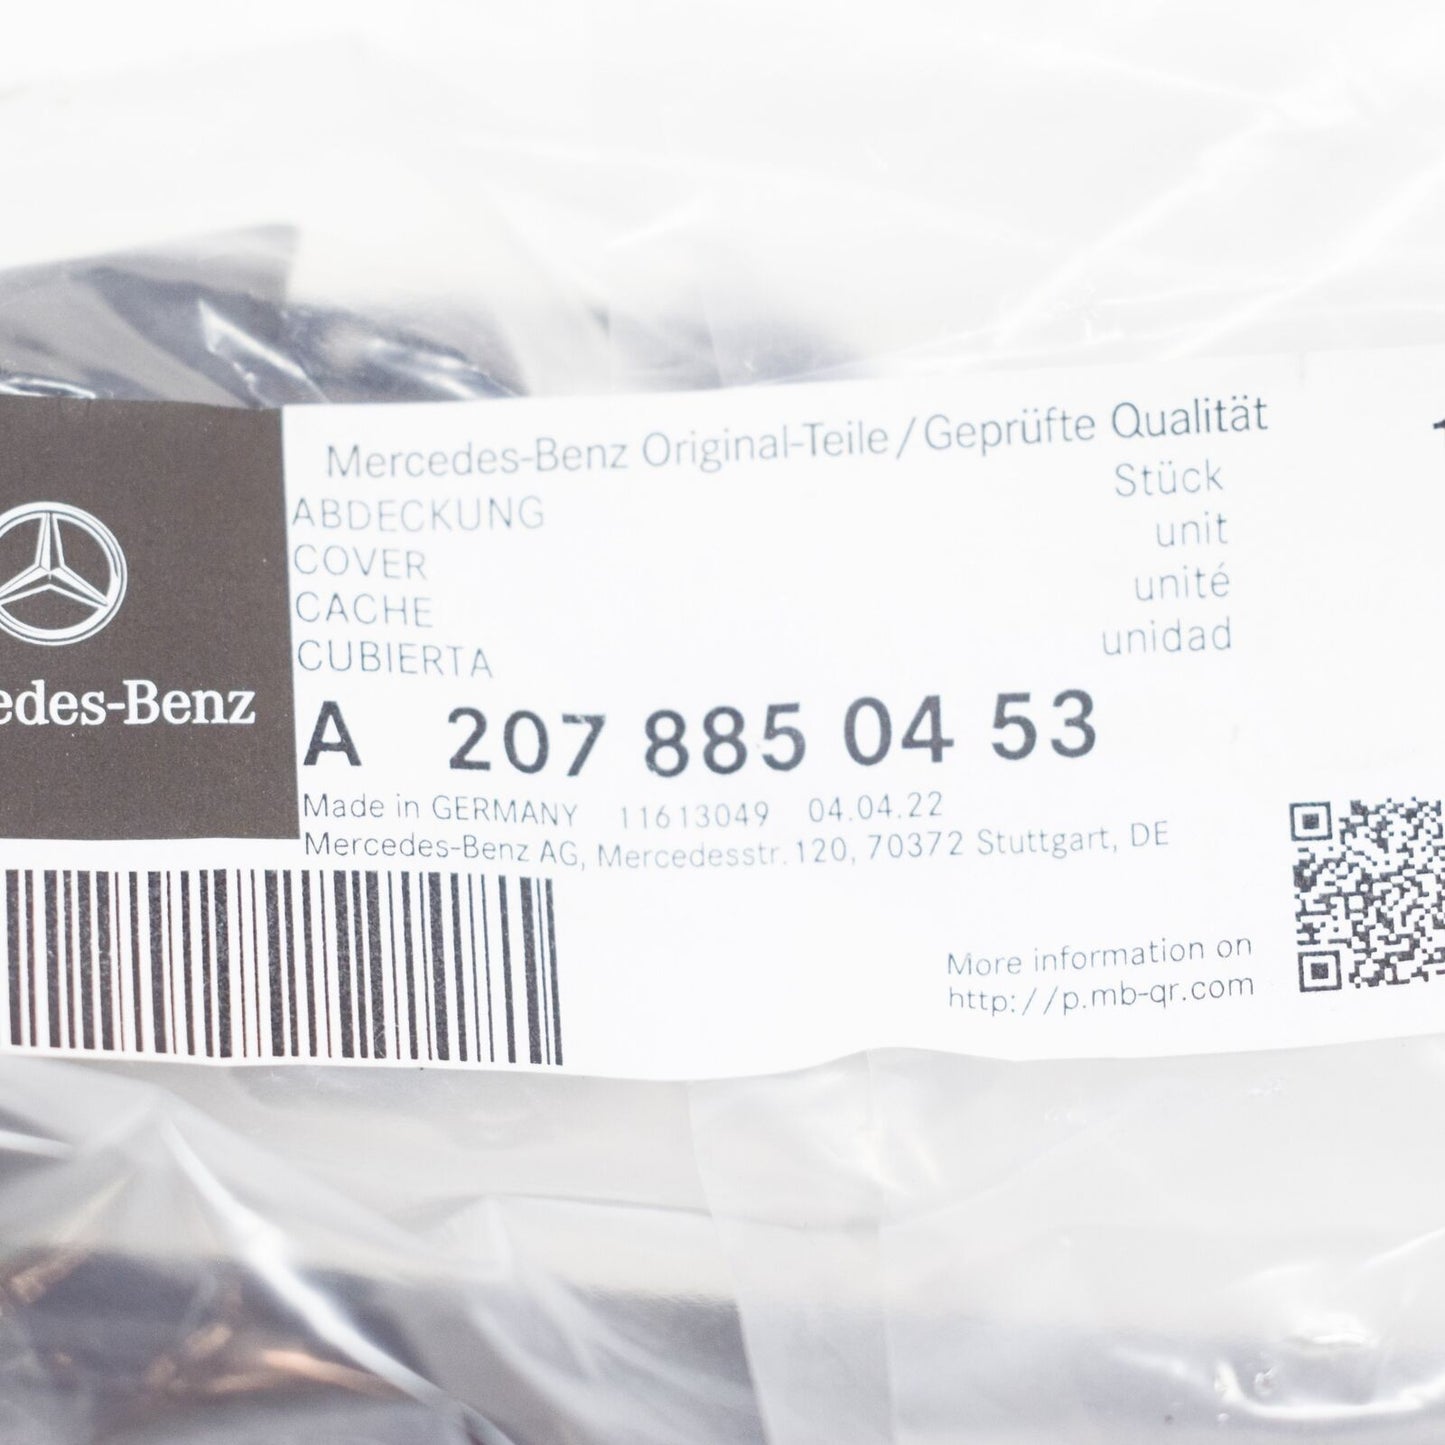 Mercedes-Benz Original-Teile/Geprüfte Qualität
ABDECKUNG
COVER
CACHE
CUBIERTA
Stück
unit
unité
unidad
edes-Benz
A 207 885 04 53
Made in GERMANY 11613049 04.04.22
Mercedes-Benz AG, Mercedesstr. 120, 70372 Stuttgart, DE
More information on
http://p.mb-qr.com